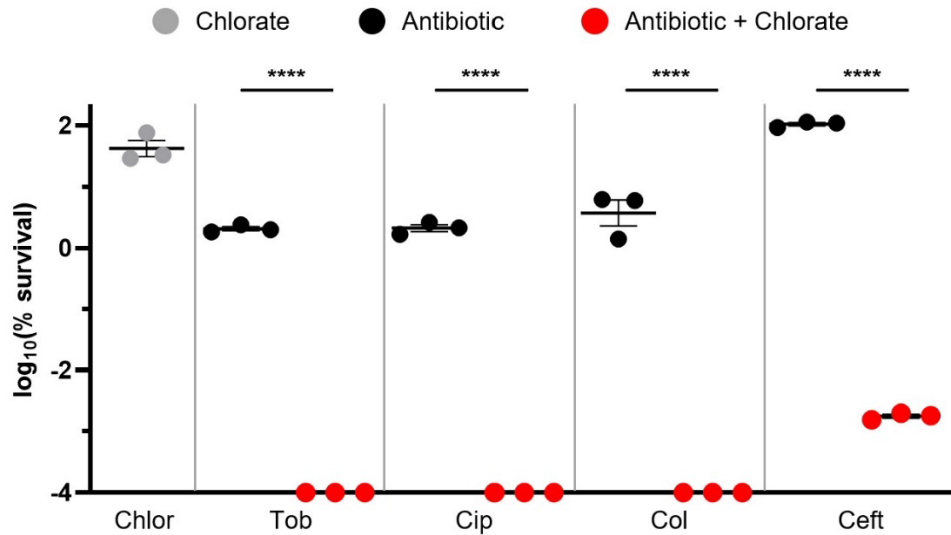 Chlorate Antibiotic Antibiotic + Chlorate
**** **** **** ****
log₁₀(% survival)
2
0
-2
-4
Chlor Tob Cip Col Ceft